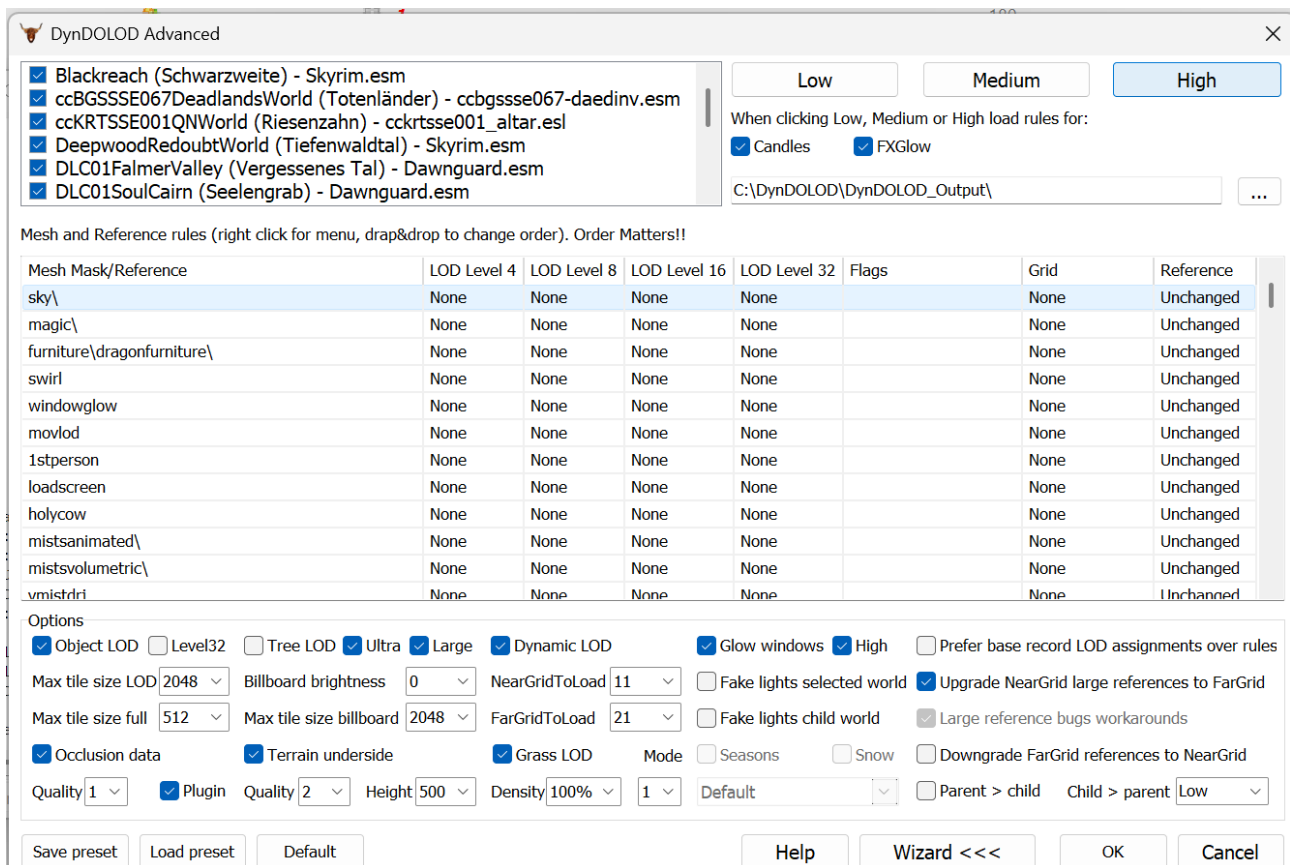 DynDOLOD Advanced
Blackreach (Schwarzweite) - Skyrim.esm
ccBGSSSE067DeadlandsWorld (Totenländer) - ccbgssse067-daedinv.esm
ccKRTSSE001QNWorld (Riesenzahn) - cckrtsse001_altar.esl
DeepwoodRedoubtWorld (Tiefenwaldtal) - Skyrim.esm
DLC01FalmerValley (Vergessenes Tal) - Dawnguard.esm
DLC01SoulCairn (Seelengrab) - Dawnguard.esm
Low Medium High
When clicking Low, Medium or High load rules for:
Candles FXGlow
C:\DynDOLOD\DynDOLOD_Output\ ...
Mesh and Reference rules (right click for menu, drap&drop to change order). Order Matters!!
Mesh Mask/Reference LOD Level 4 LOD Level 8 LOD Level 16 LOD Level 32 Flags Grid Reference
sky\ None None None None None Unchanged
magic\ None None None None None Unchanged
furniture\dragonfurniture\ None None None None None Unchanged
swirl None None None None None Unchanged
windowglow None None None None None Unchanged
movlod None None None None None Unchanged
1stperson None None None None None Unchanged
loadscreen None None None None None Unchanged
holycow None None None None None Unchanged
mistsanimated\ None None None None None Unchanged
mistsvolumetric\ None None None None None Unchanged
vmistdri None None None None None Unchanged
Options
Object LOD Level32 Tree LOD Ultra Large Dynamic LOD Glow windows High Prefer base record LOD assignments over rules
Max tile size LOD 2048 Billboard brightness 0 NearGridToLoad 11 Fake lights selected world Upgrade NearGrid large references to FarGrid
Max tile size full 512 Max tile size billboard 2048 FarGridToLoad 21 Fake lights child world Large reference bugs workarounds
Occlusion data Terrain underside Grass LOD Mode Seasons Snow Downgrade FarGrid references to NearGrid
Quality 1 Plugin Quality 2 Height 500 Density 100% 1 Default Parent > child Child > parent Low
Save preset Load preset Default Help Wizard <<< OK Cancel